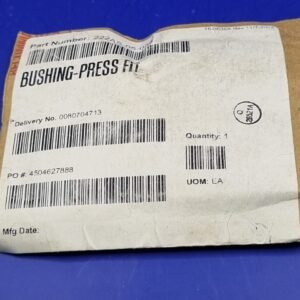 Part Number:
BUSHING-PRESS FIT
Delivery No. 0080704713
Quantity: 1
PO #: 4504627888
UOM: EA
Mfg Date: